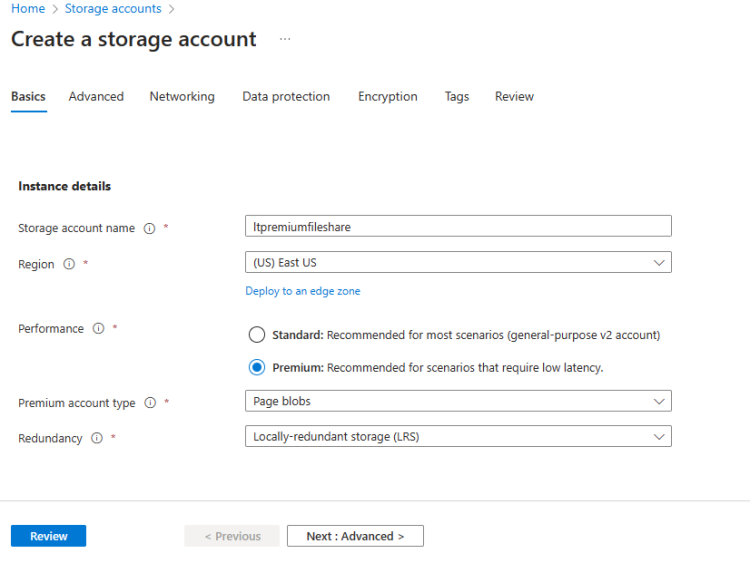 Home > Storage accounts >
Create a storage account ...
Basics Advanced Networking Data protection Encryption Tags Review
Instance details
Storage account name * ltpremiumfileshare
Region * (US) East US
Deploy to an edge zone
Performance * Standard: Recommended for most scenarios (general-purpose v2 account)
Premium: Recommended for scenarios that require low latency.
Premium account type * Page blobs
Redundancy * Locally-redundant storage (LRS)
Review < Previous Next : Advanced >